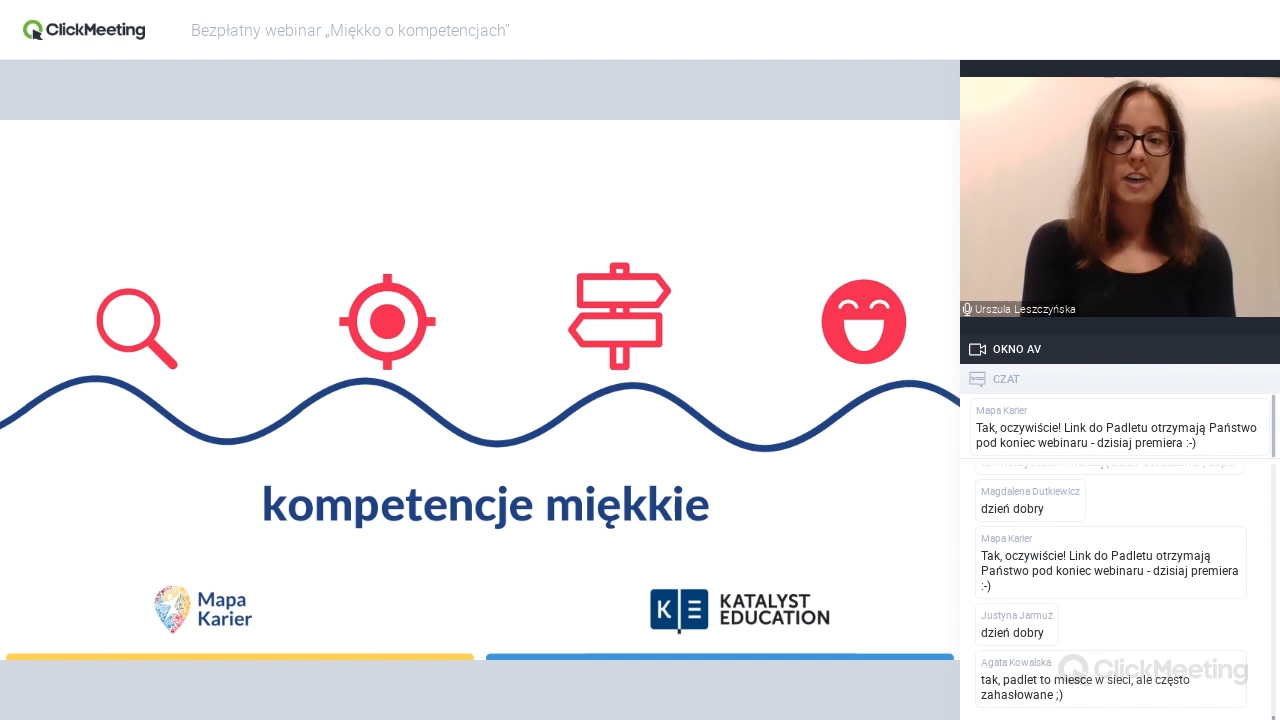 ClickMeeting
Bezpłatny webinar „Miękko o kompetencjach”
kompetencje miękkie
Mapa
Karier
KE
KATALYST
EDUCATION
Urszula Leszczyńska
OKNO AV
CZAT
Mapa Karier
Tak, oczywiście! Link do Padletu otrzymają Państwo
pod koniec webinaru - dzisiaj premiera :-)
Magdalena Dutkiewicz
dzień dobry
Mapa Karier
Tak, oczywiście! Link do Padletu otrzymają
Państwo pod koniec webinaru - dzisiaj premiera
:-)
Justyna Jarmuż
dzień dobry
Agata Kowalska
tak, padlet to miesce w sieci, ale często
zahasłowane ;)
ClickMeeting